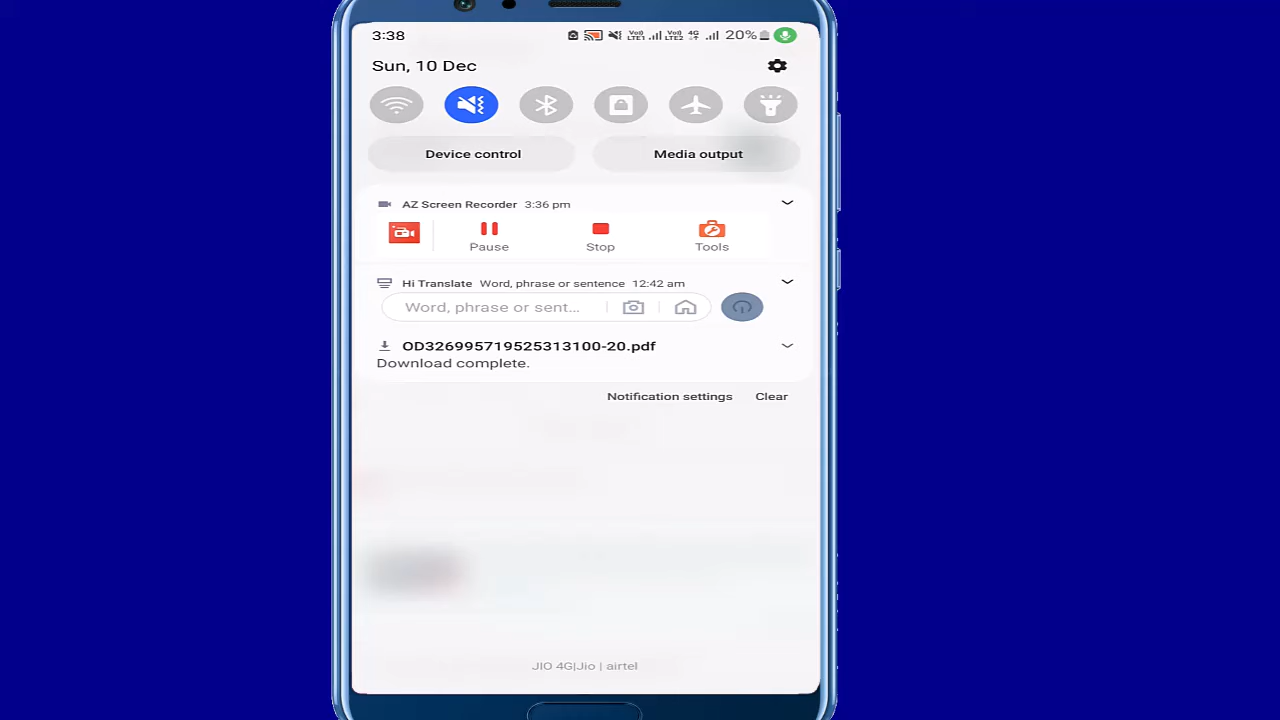 3:38 20%
Sun, 10 Dec
Device control Media output
AZ Screen Recorder 3:36 pm
Pause Stop Tools
Hi Translate Word, phrase or sentence 12:42 am
Word, phrase or sent...
OD326995719525313100-20.pdf
Download complete.
Notification settings Clear
JIO 4G|Jio | airtel